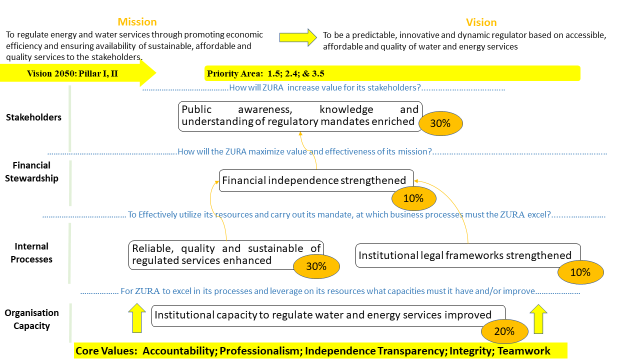 Mission
Vision
To regulate energy and water services through promoting economic
efficiency and ensuring availability of sustainable, affordable and
quality services to the stakeholders.
To be a predictable, innovative and dynamic regulator based on accessible,
affordable and quality of water and energy services
Vision 2050: Pillar I, II
Priority Area: 1.5; 2.4; & 3.5
How will ZURA increase value for its stakeholders?
Stakeholders
Public awareness, knowledge and
understanding of regulatory mandates enriched
30%
How will the ZURA maximize value and effectiveness of its mission?
Financial
Stewardship
Financial independence strengthened
10%
To Effectively utilize its resources and carry out its mandate, at which business processes must the ZURA excel?
Internal
Processes
Reliable, quality and sustainable of
regulated services enhanced
30%
Institutional legal frameworks strengthened
10%
For ZURA to excel in its processes and leverage on its resources what capacities must it have and/or improve
Organisation
Capacity
Institutional capacity to regulate water and energy services improved
20%
Core Values: Accountability; Professionalism; Independence Transparency; Integrity; Teamwork